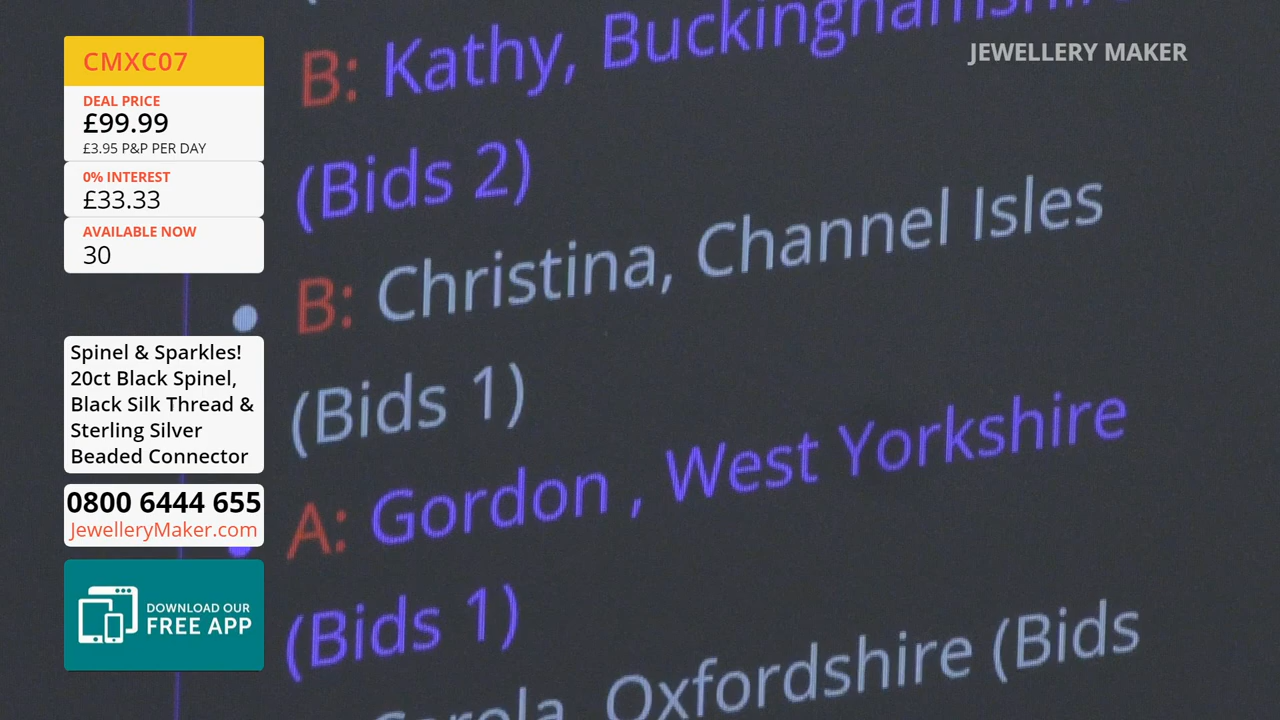 CMXC07
DEAL PRICE
£99.99
£3.95 P&P PER DAY
0% INTEREST
£33.33
AVAILABLE NOW
30
Spinel & Sparkles!
20ct Black Spinel,
Black Silk Thread &
Sterling Silver
Beaded Connector
0800 6444 655
JewelleryMaker.com
DOWNLOAD OUR
FREE APP
JEWELLERY MAKER
B: Kathy, Buckinghamshire
(Bids 2)
B: Christina, Channel Isles
(Bids 1)
A: Gordon , West Yorkshire
(Bids 1)
Oxfordshire (Bids